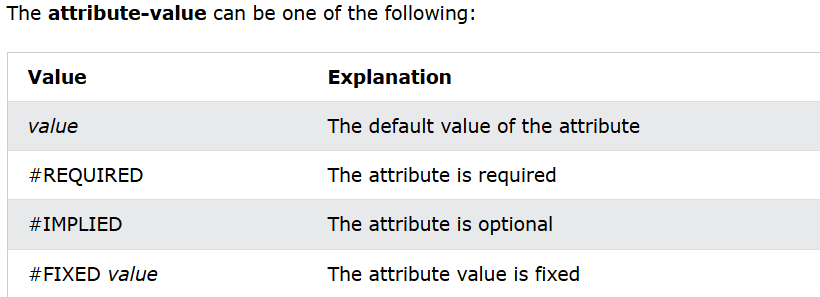 The attribute-value can be one of the following:
Value Explanation
value The default value of the attribute
#REQUIRED The attribute is required
#IMPLIED The attribute is optional
#FIXED value The attribute value is fixed